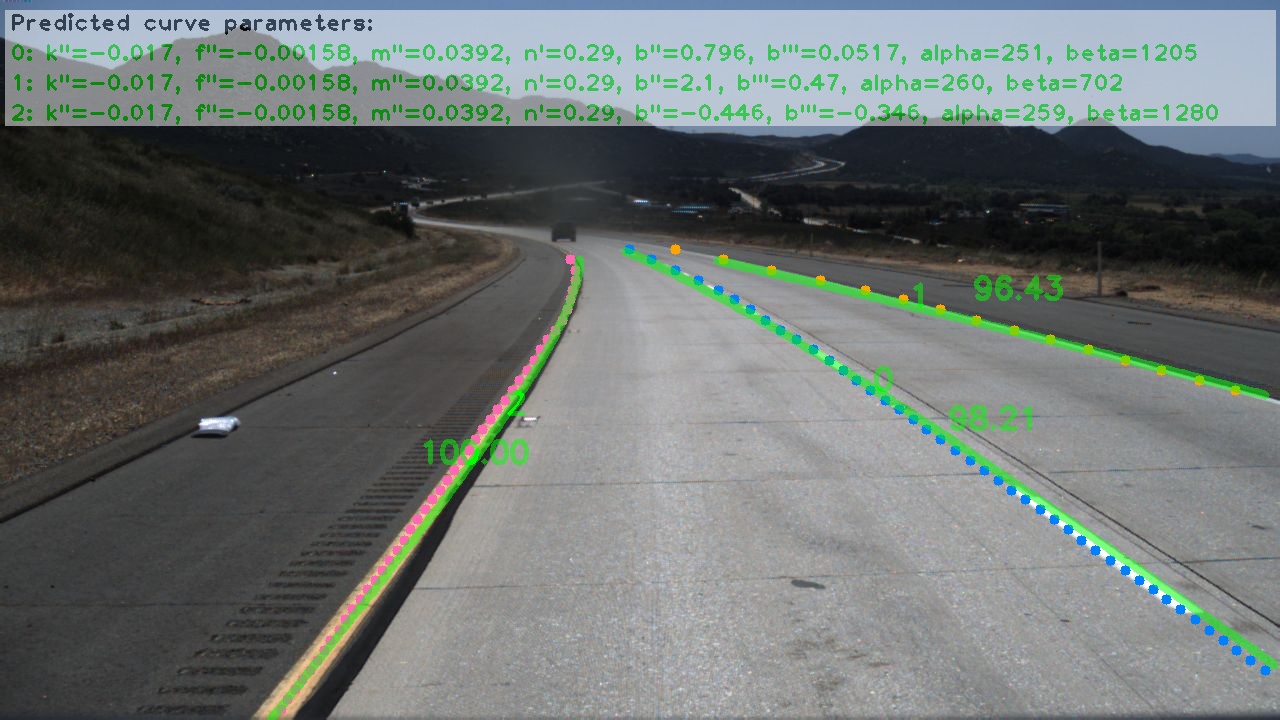 Predicted curve parameters:
0: k''=-0.017, f''=-0.00158, m''=0.0392, n'=0.29, b''=0.796, b'''=0.0517, alpha=251, beta=1205
1: k''=-0.017, f''=-0.00158, m''=0.0392, n'=0.29, b''=2.1, b'''=0.47, alpha=260, beta=702
2: k''=-0.017, f''=-0.00158, m''=0.0392, n'=0.29, b''=-0.446, b'''=-0.346, alpha=259, beta=1280
1 96.43
0
2
98.21
100.00